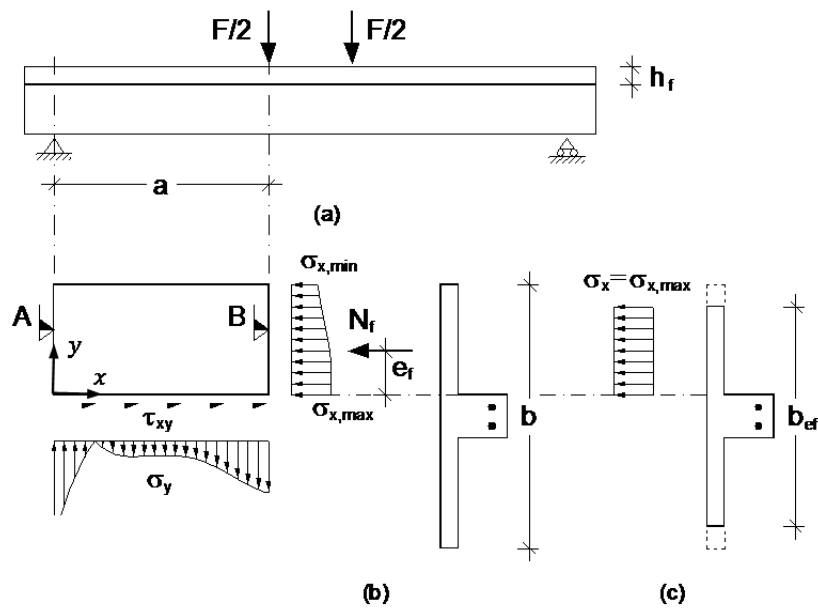 F/2 F/2
h_f
a
(a)
σ_x,min
σ_x=σ_x,max
A B N_f
y e_f
x
σ_x,max
τ_xy
b b_ef
σ_y
(b) (c)